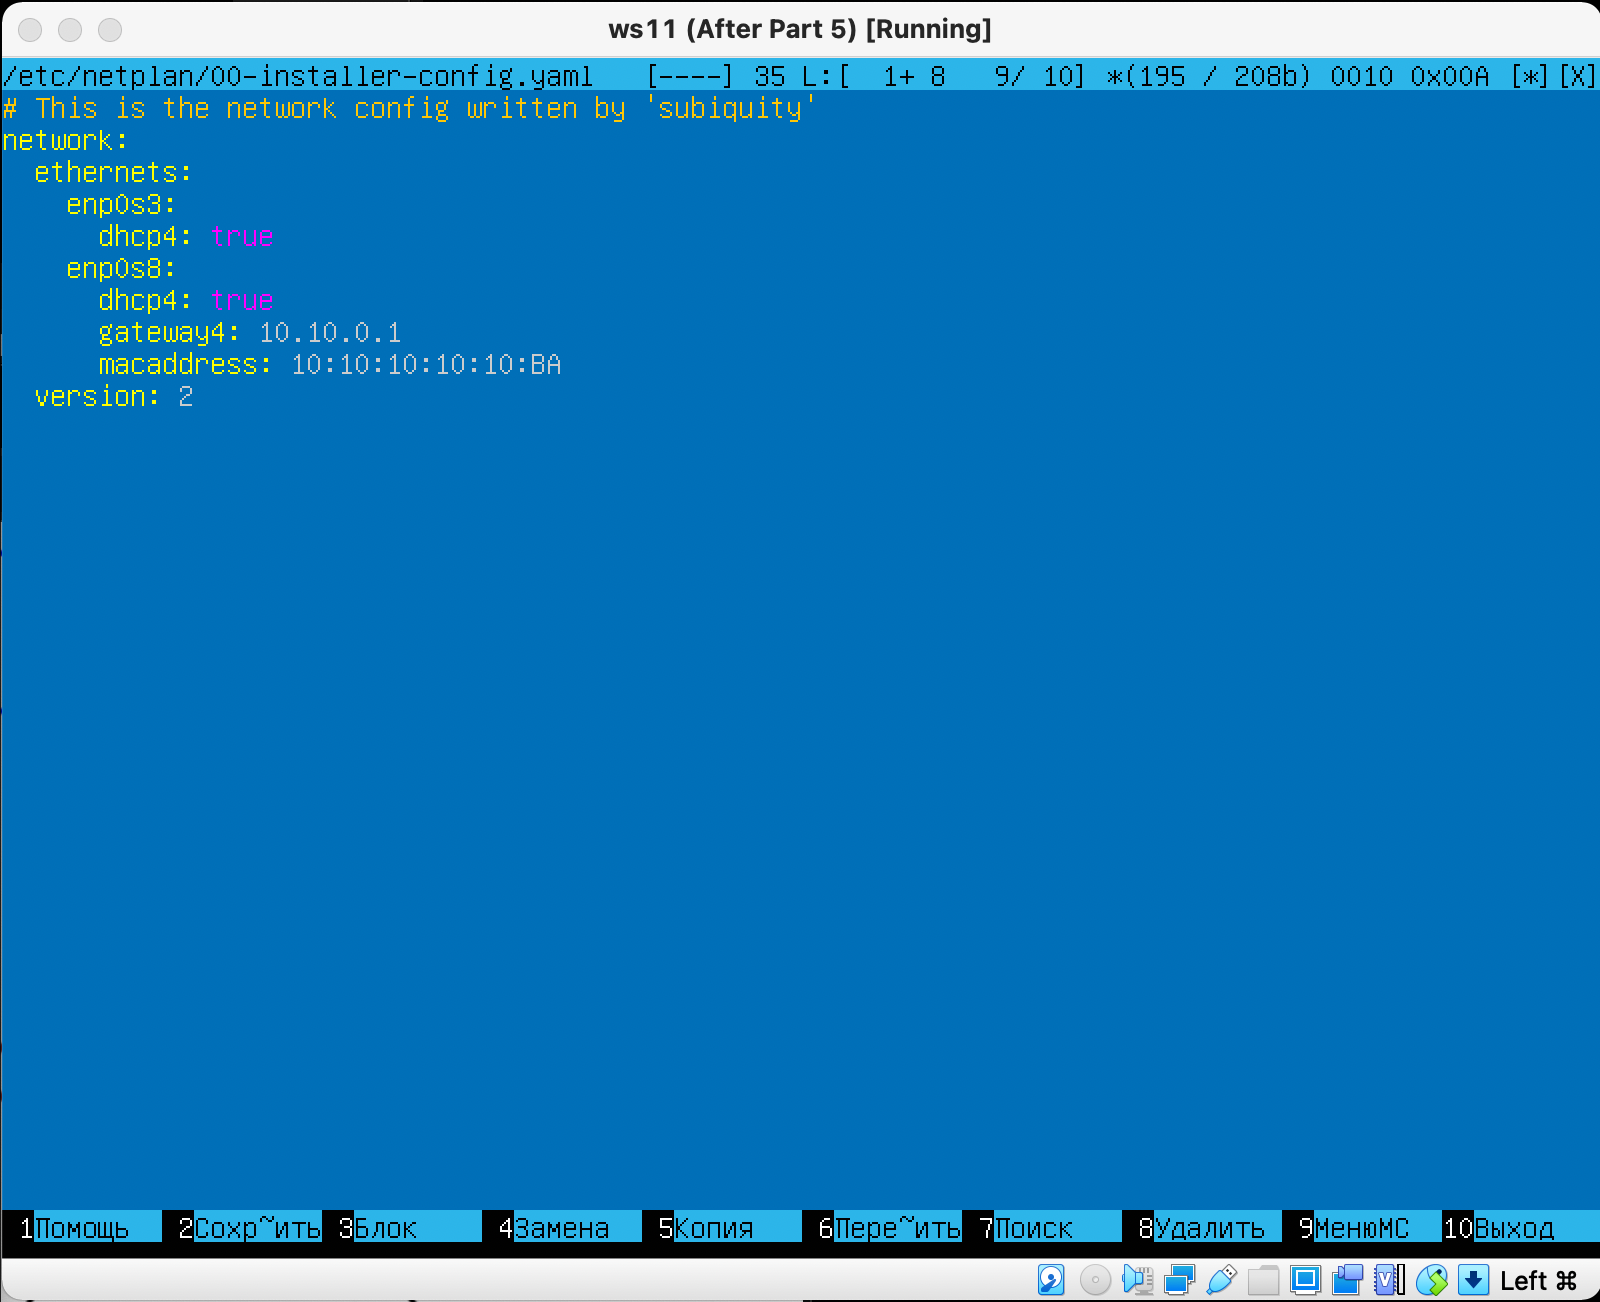 ws11 (After Part 5) [Running]
/etc/netplan/00-installer-config.yaml   [----] 35 L:[  1+ 8   9/ 10] *(195 / 208b) 0010 0x00A [*][X]
# This is the network config written by 'subiquity'
network:
  ethernets:
    enp0s3:
      dhcp4: true
    enp0s8:
      dhcp4: true
      gateway4: 10.10.0.1
      macaddress: 10:10:10:10:10:BA
  version: 2
1Помощь 2Сохр~ить 3Блок 4Замена 5Копия 6Пере~ить 7Поиск 8Удалить 9МенюMC 10Выход
Left ⌘